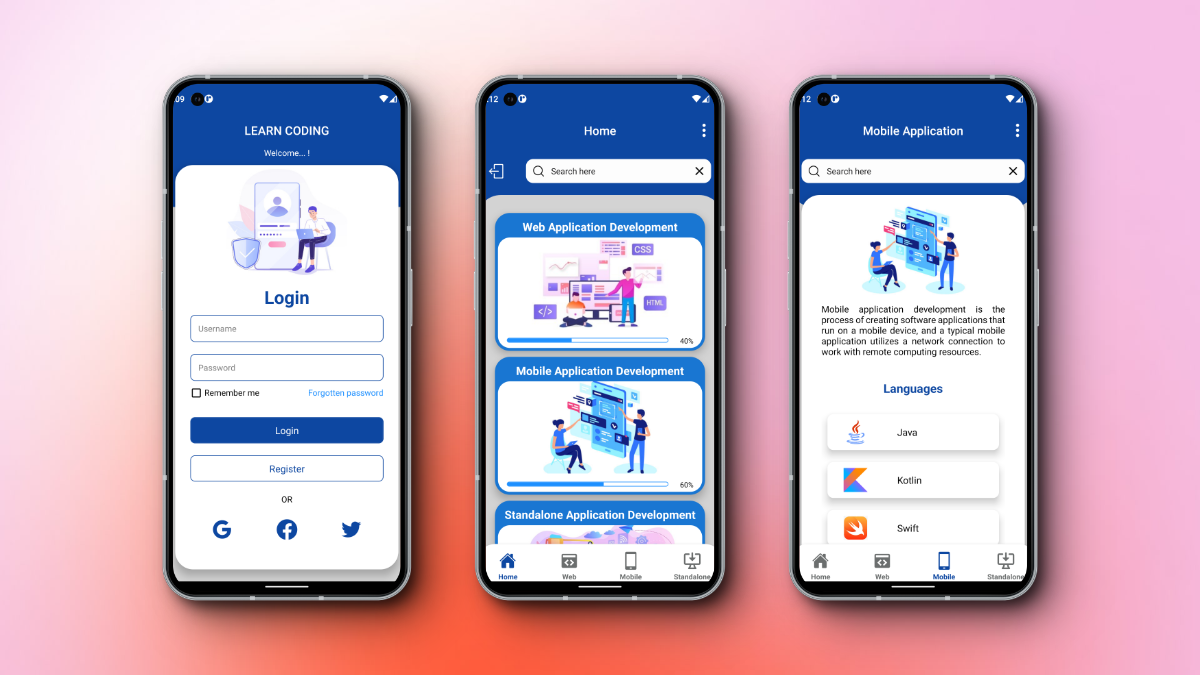 09
LEARN CODING
Welcome... !
Login
Username
Password
Remember me
Forgotten password
Login
Register
OR
:12
Home
Search here
Web Application Development
CSS
HTML
</>
40%
Mobile Application Development
60%
Standalone Application Development
Home
Web
Mobile
Standalone
12
Mobile Application
Search here
Mobile application development is the
process of creating software applications that
run on a mobile device, and a typical mobile
application utilizes a network connection to
work with remote computing resources.
Languages
Java
Kotlin
Swift
Home
Web
Mobile
Standalone